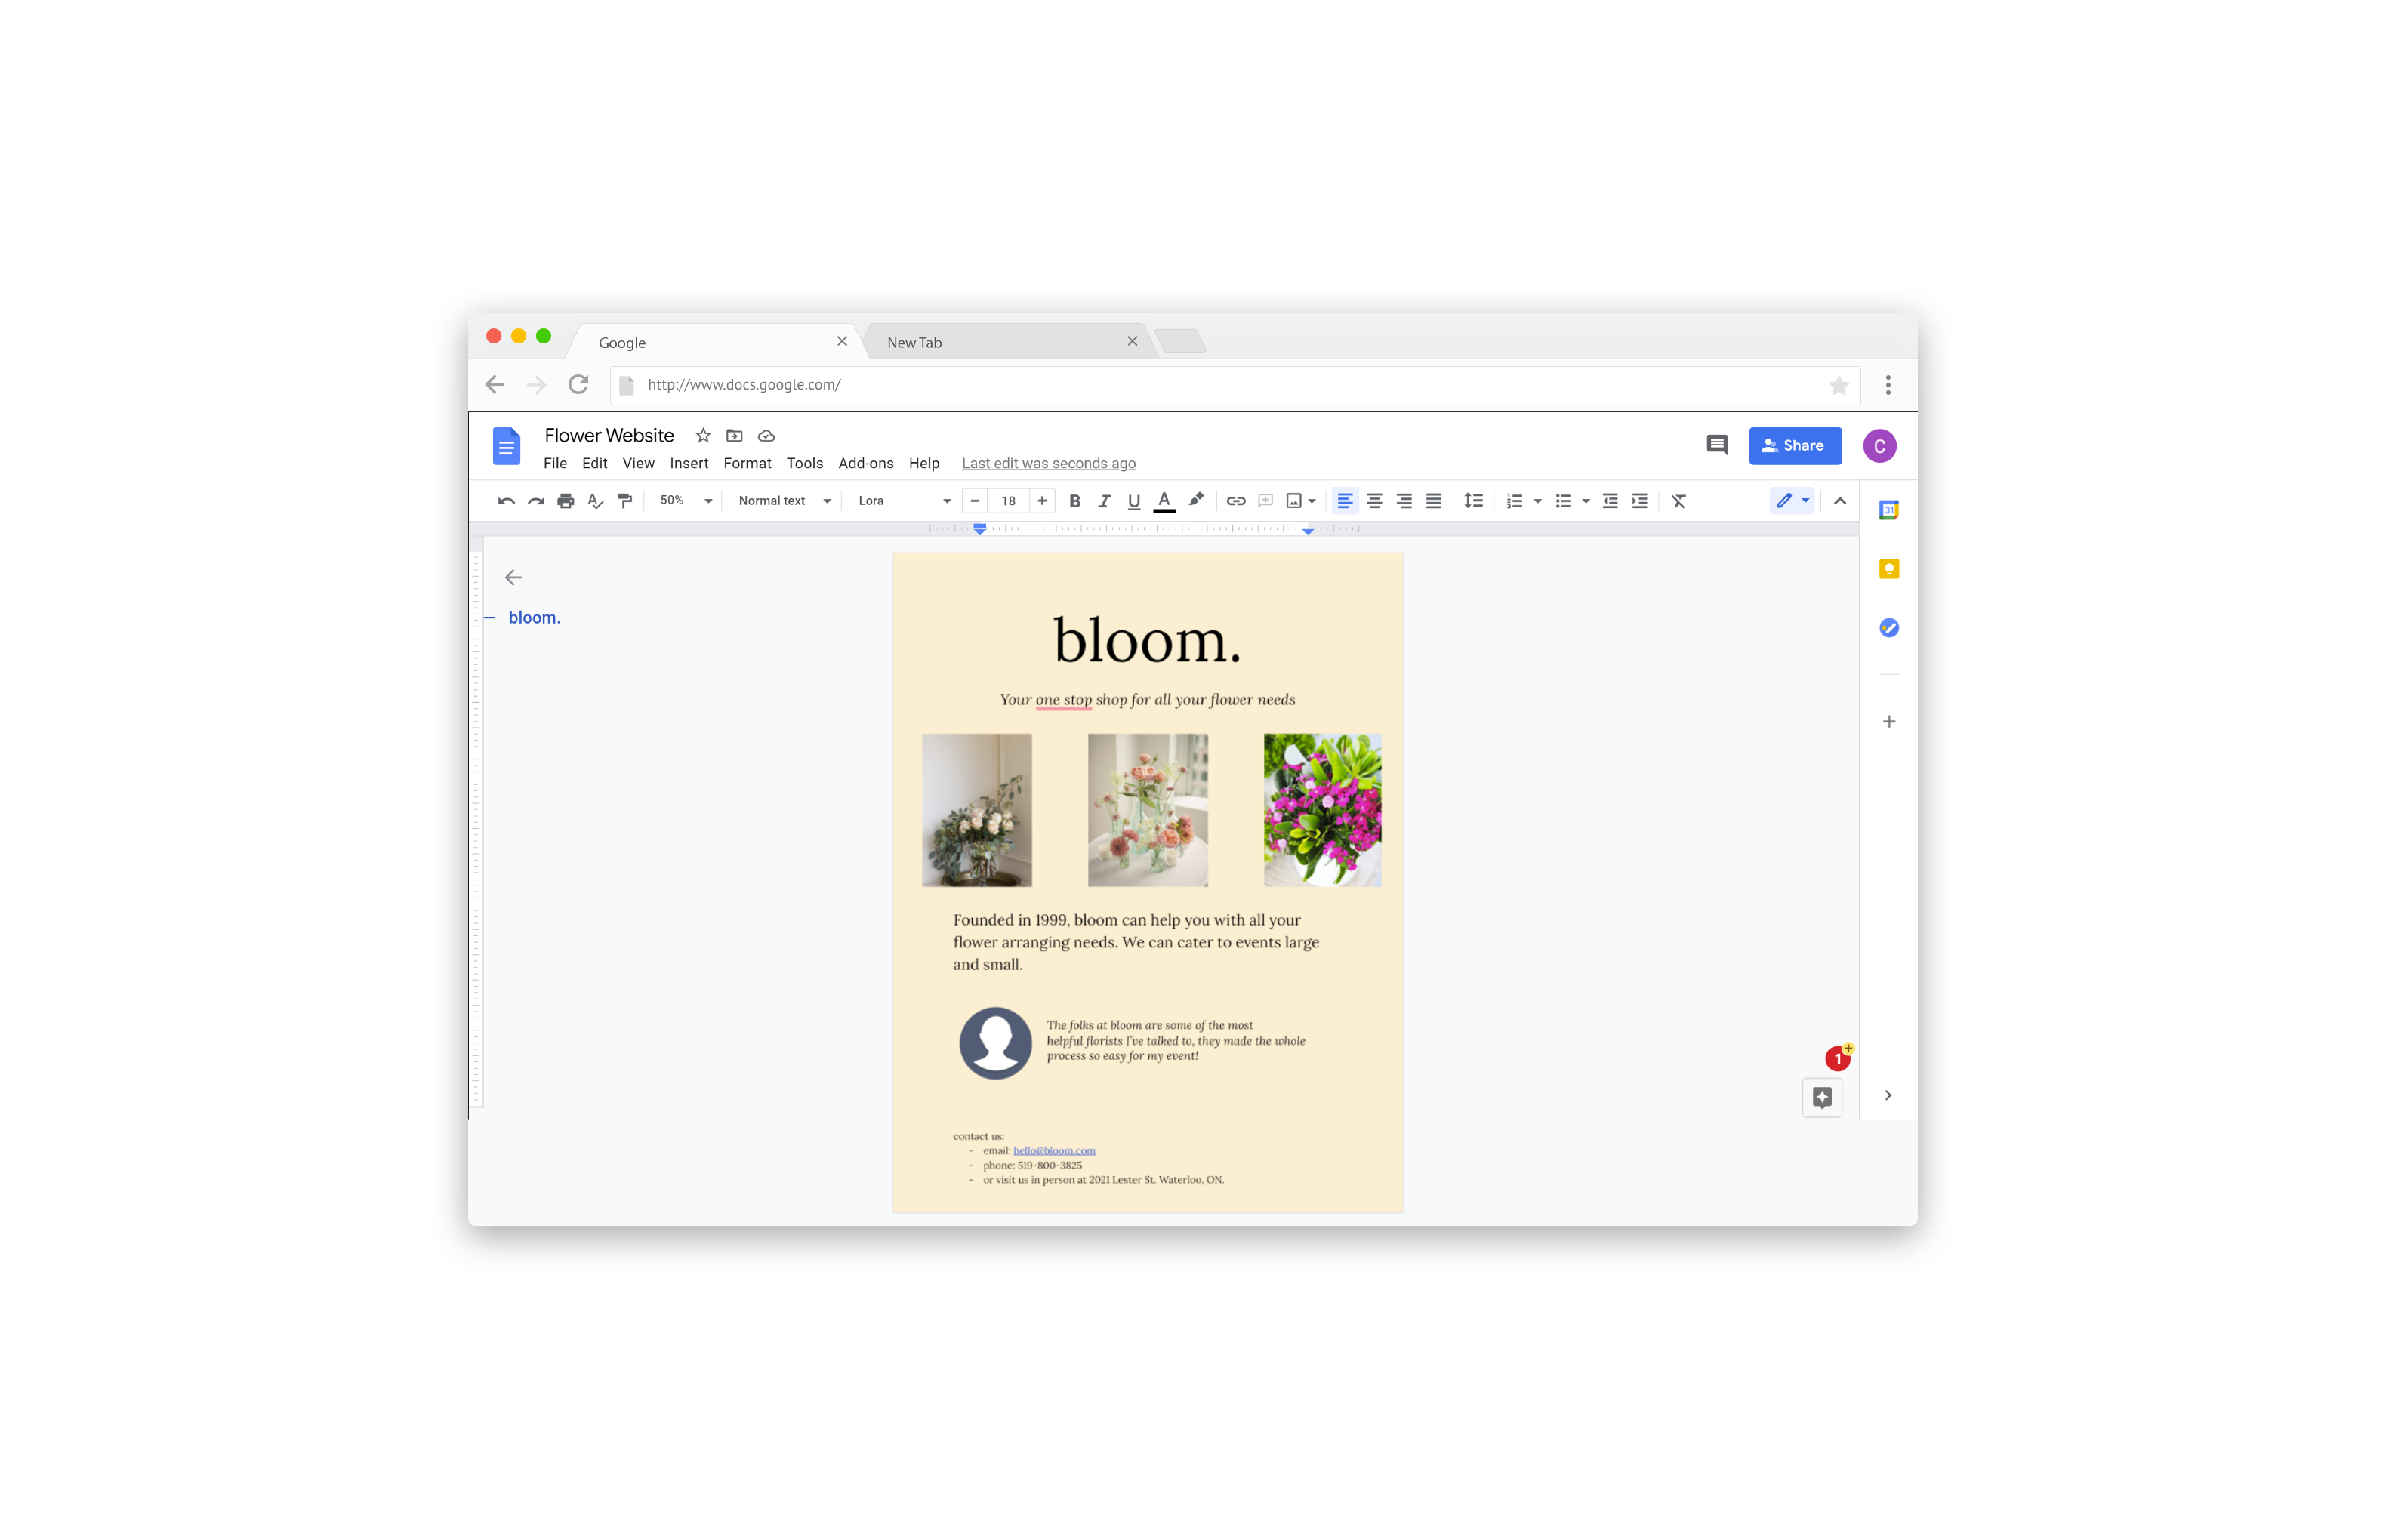 Google
New Tab
http://www.docs.google.com/
Flower Website
File Edit View Insert Format Tools Add-ons Help Last edit was seconds ago
Share
C
50% Normal text Lora 18 B I U A
31
bloom.
bloom.
Your one stop shop for all your flower needs
Founded in 1999, bloom can help you with all your
flower arranging needs. We can cater to events large
and small.
The folks at bloom are some of the most
helpful florists I've talked to, they made the whole
process so easy for my event!
1
contact us:
- email: hello@bloom.com
- phone: 519-800-3825
- or visit us in person at 2021 Lester St. Waterloo, ON.